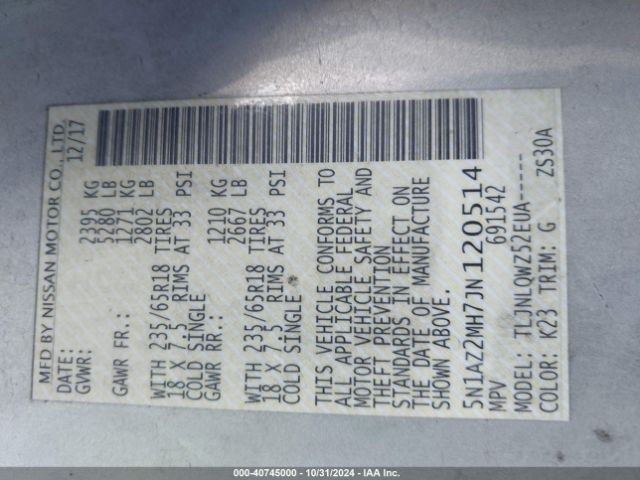 MFD BY NISSAN MOTOR CO., LTD.
DATE: 12/17
GVWR: 2395 KG
5280 LB
GAWR FR.: 1271 KG
2802 LB
WITH 235/65R18 TIRES
18 X 7.5 RIMS AT 33 PSI
COLD SINGLE
GAWR RR.: 1210 KG
2667 LB
WITH 235/65R18 TIRES
18 X 7.5 RIMS AT 33 PSI
COLD SINGLE
THIS VEHICLE CONFORMS TO
ALL APPLICABLE FEDERAL
MOTOR VEHICLE SAFETY AND
THEFT PREVENTION
STANDARDS IN EFFECT ON
THE DATE OF MANUFACTURE
SHOWN ABOVE.
5N1AZ2MH7JN120514
MPV 691542
MODEL: TLJNLQWZ52EUA-----
COLOR: K23 TRIM: G ZS30A
000-40745000 - 10/31/2024 - IAA Inc.